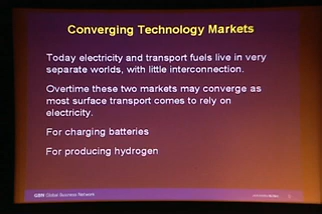 Converging Technology Markets
Today electricity and transport fuels live in very
separate worlds, with little interconnection.
Overtime these two markets may converge as
most surface transport comes to rely on
electricity.
For charging batteries
For producing hydrogen
GBN Global Business Network